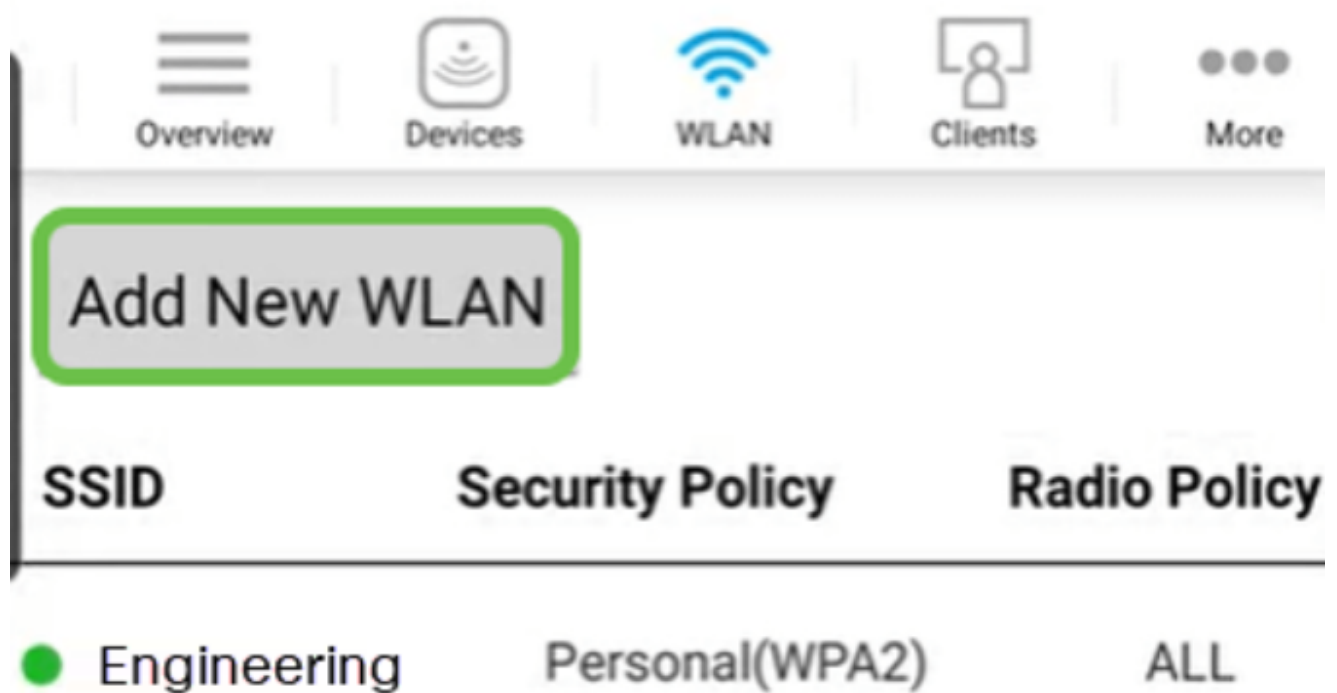 Overview Devices WLAN Clients More
Add New WLAN
SSID Security Policy Radio Policy
Engineering Personal(WPA2) ALL